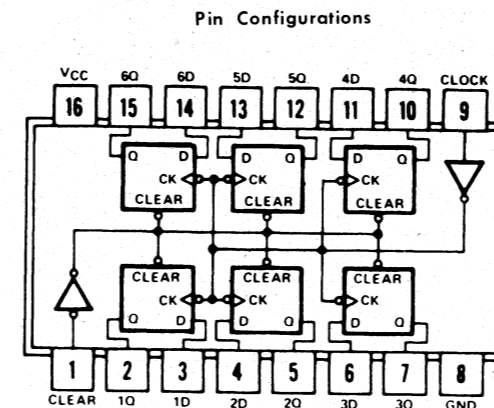 Pin Configurations
VCC 6Q 6D 5D 5Q 4D 4Q CLOCK
16 15 14 13 12 11 10 9
Q D D Q D Q
CK CK CK
CLEAR CLEAR CLEAR
CLEAR CLEAR CLEAR
CK CK CK
Q D D Q D Q
1 2 3 4 5 6 7 8
CLEAR 1Q 1D 2D 2Q 3D 3Q GND